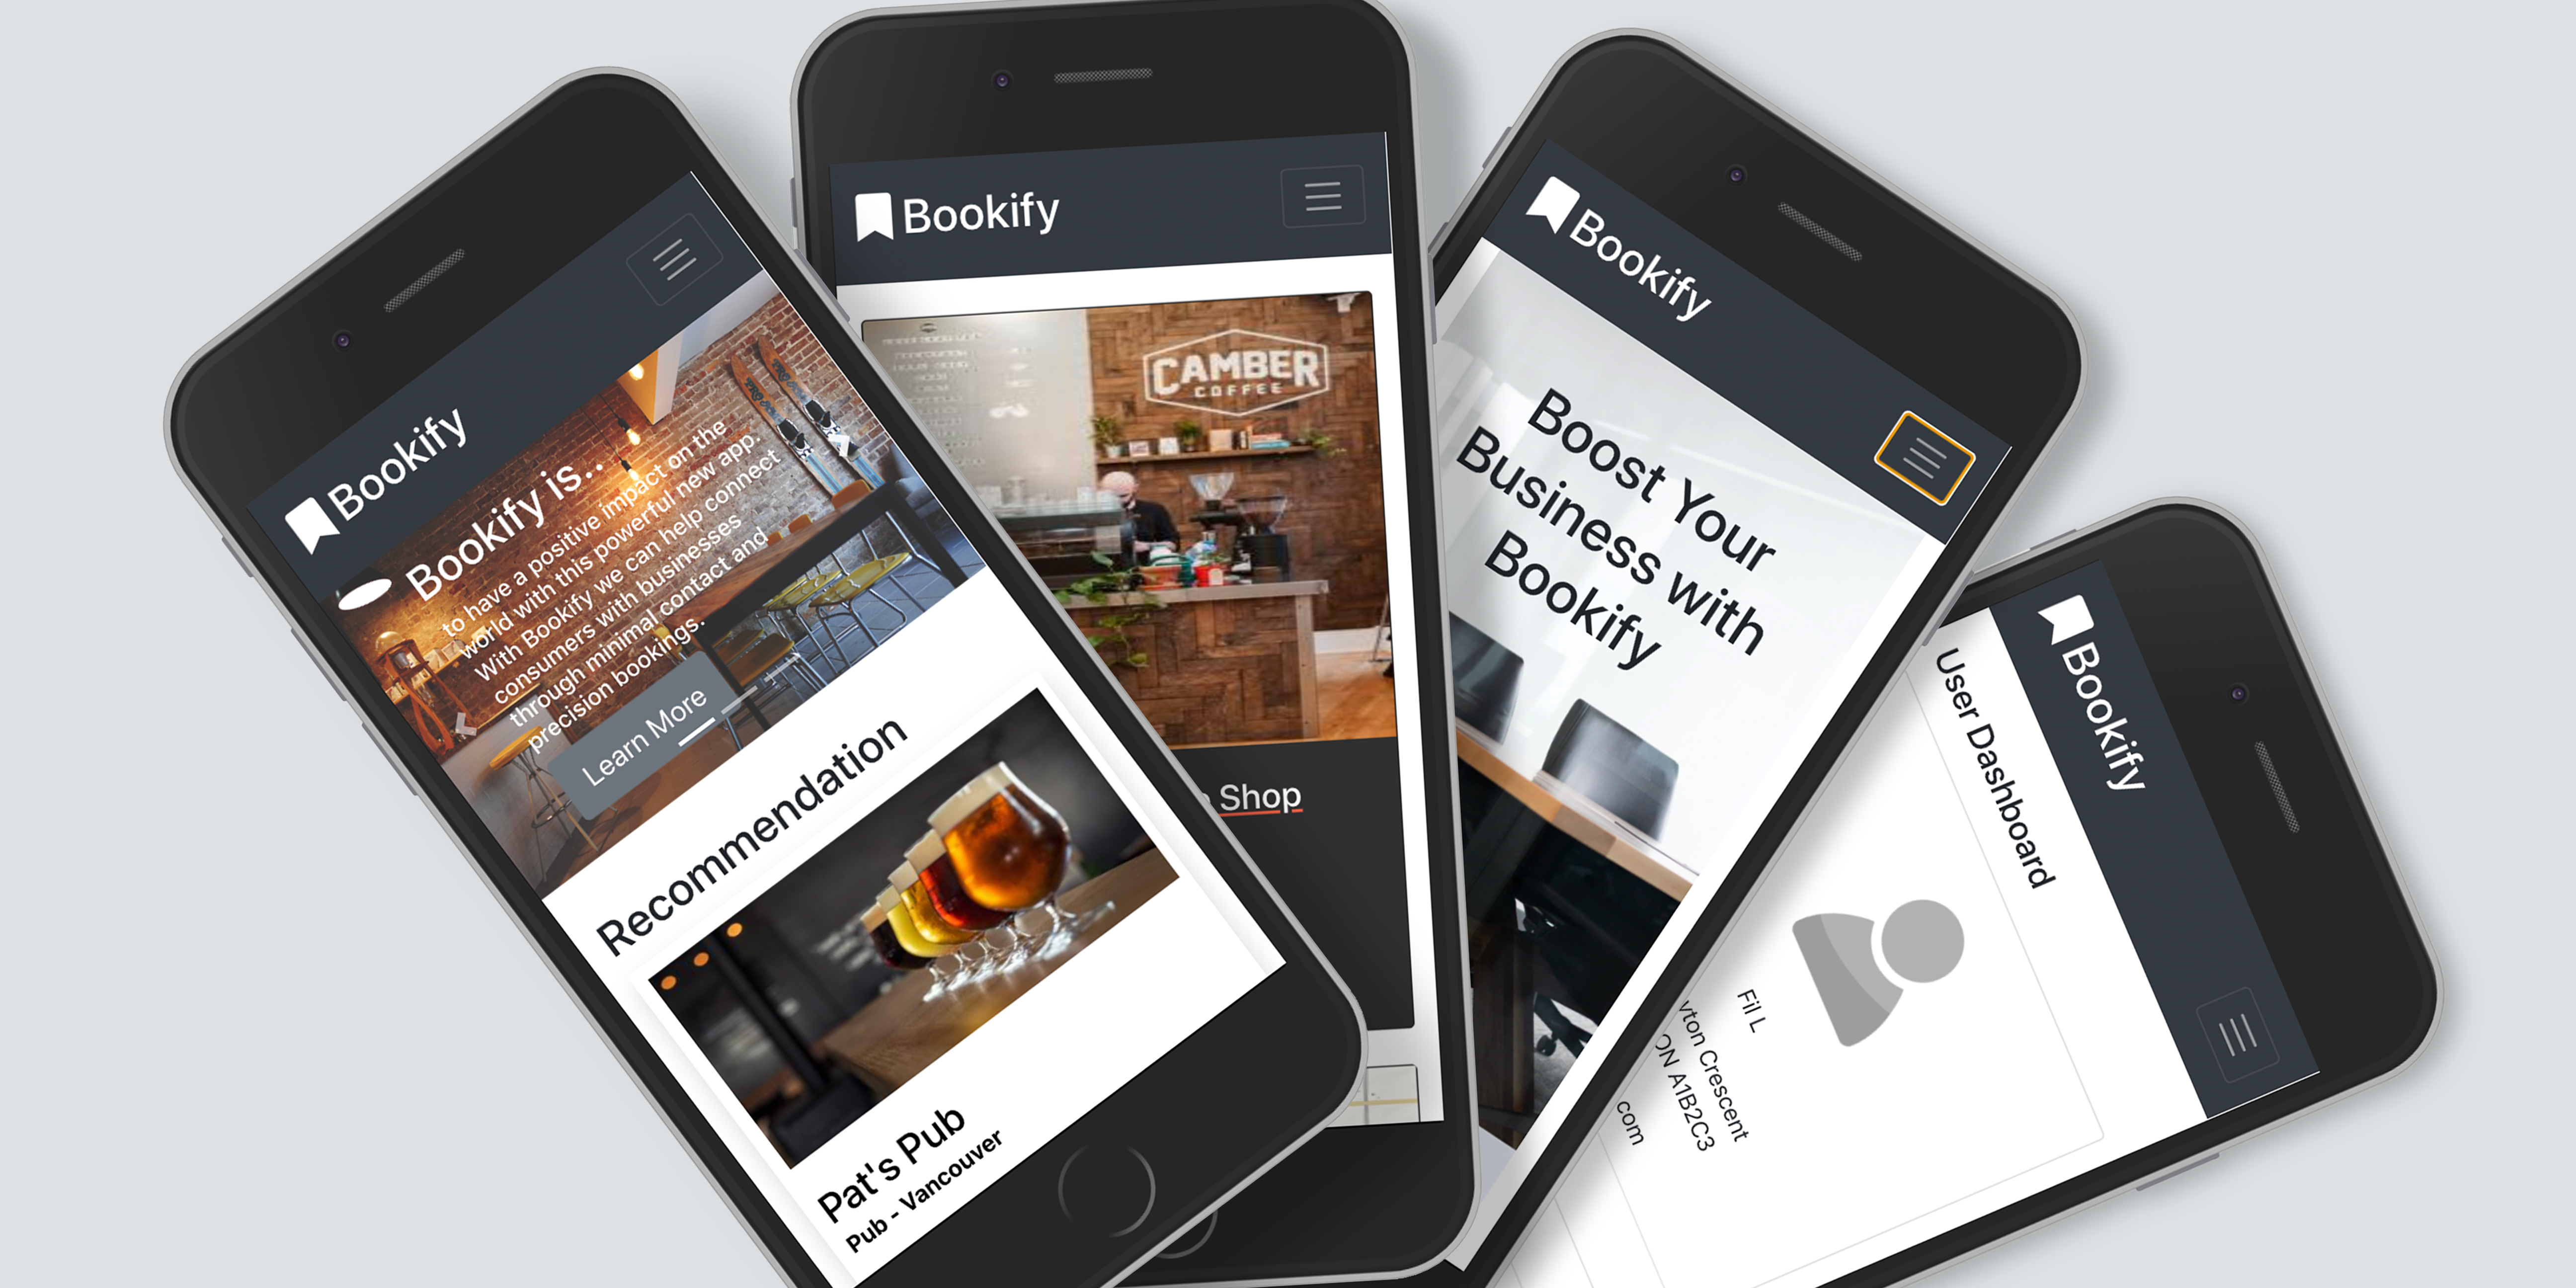 Bookify
Bookify is...
to have a positive impact on the
world with this powerful new app.
With Bookify we can help connect
consumers with businesses
through minimal contact and
precision bookings.
Learn More
Recommendation
Pat's Pub
Pub - Vancouver
Bookify
CAMBER
COFFEE
Shop
Bookify
Boost Your
Business with
Bookify
Bookify
User Dashboard
Fil L
Crescent
ON A1B2C3
com